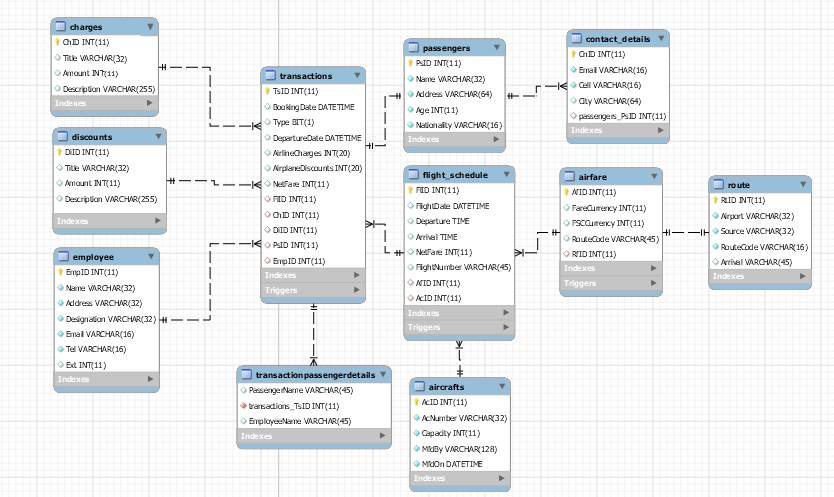 charges
ChID INT(11)
Title VARCHAR(32)
Amount INT(11)
Description VARCHAR(255)
Indexes
discounts
DiID INT(11)
Title VARCHAR(32)
Amount INT(11)
Description VARCHAR(255)
Indexes
employee
EmpID INT(11)
Name VARCHAR(32)
Address VARCHAR(32)
Designation VARCHAR(32)
Email VARCHAR(16)
Tel VARCHAR(16)
Ext INT(11)
Indexes
transactions
TsID INT(11)
BookingDate DATETIME
Type BIT(1)
DepartureDate DATETIME
AirlineCharges INT(20)
AirplaneDiscounts INT(20)
NetFare INT(11)
FlID INT(11)
ChID INT(11)
DiID INT(11)
PsID INT(11)
EmpID INT(11)
Indexes
Triggers
transactionpassengerdetails
PassengerName VARCHAR(45)
transactions_TsID INT(11)
EmployeeName VARCHAR(45)
Indexes
passengers
PsID INT(11)
Name VARCHAR(32)
Address VARCHAR(64)
Age INT(11)
Nationality VARCHAR(16)
Indexes
flight_schedule
FlID INT(11)
FlightDate DATETIME
Departure TIME
Arrival TIME
NetFare INT(11)
FlightNumber VARCHAR(45)
AfID INT(11)
AcID INT(11)
Indexes
Triggers
aircrafts
AcID INT(11)
AcNumber VARCHAR(32)
Capacity INT(11)
MfdBy VARCHAR(128)
MfdOn DATETIME
Indexes
contact_details
CnID INT(11)
Email VARCHAR(16)
Cell VARCHAR(16)
City VARCHAR(64)
passengers_PsID INT(11)
Indexes
airfare
AfID INT(11)
FareCurrency INT(11)
FSCCurrency INT(11)
RouteCode VARCHAR(45)
RfID INT(11)
Indexes
Triggers
route
RtID INT(11)
Airport VARCHAR(32)
Source VARCHAR(32)
RouteCode VARCHAR(16)
Arrival VARCHAR(45)
Indexes